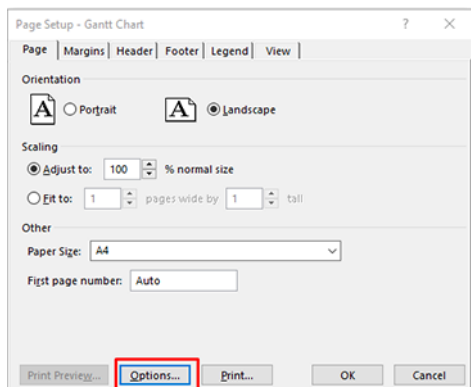 Page Setup - Gantt Chart ? ×
Page Margins Header Footer Legend View
Orientation
A Portrait A Landscape
Scaling
Adjust to: 100 % normal size
Fit to: 1 pages wide by 1 tall
Other
Paper Size: A4
First page number: Auto
Print Preview... Options... Print... OK Cancel